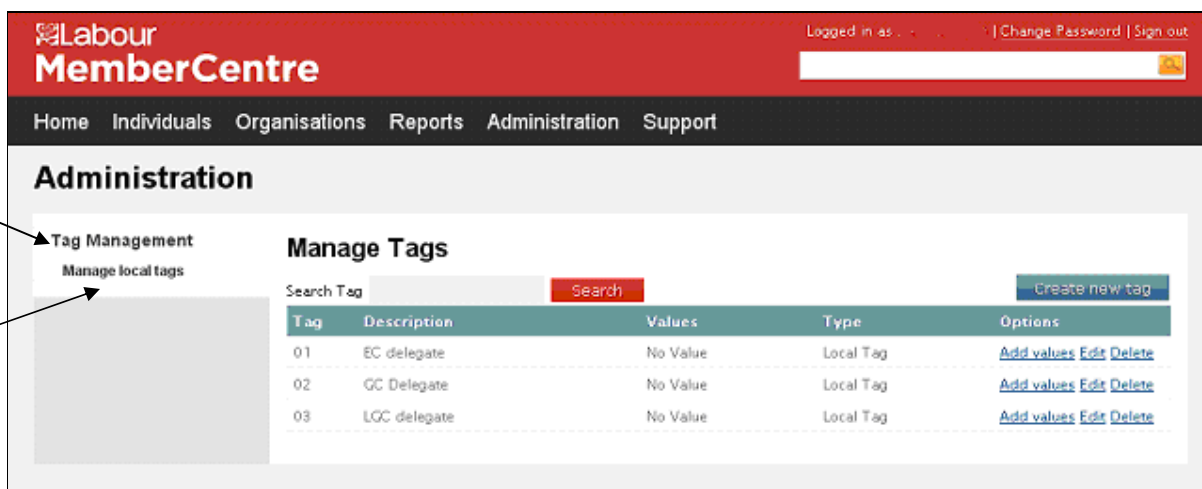 Labour
MemberCentre
Logged in as | Change Password | Sign out
Home Individuals Organisations Reports Administration Support
Administration
Tag Management
Manage local tags
Manage Tags
Search Tag Search Create new tag
Tag Description Values Type Options
01 EC delegate No Value Local Tag Add values Edit Delete
02 GC Delegate No Value Local Tag Add values Edit Delete
03 LGC delegate No Value Local Tag Add values Edit Delete